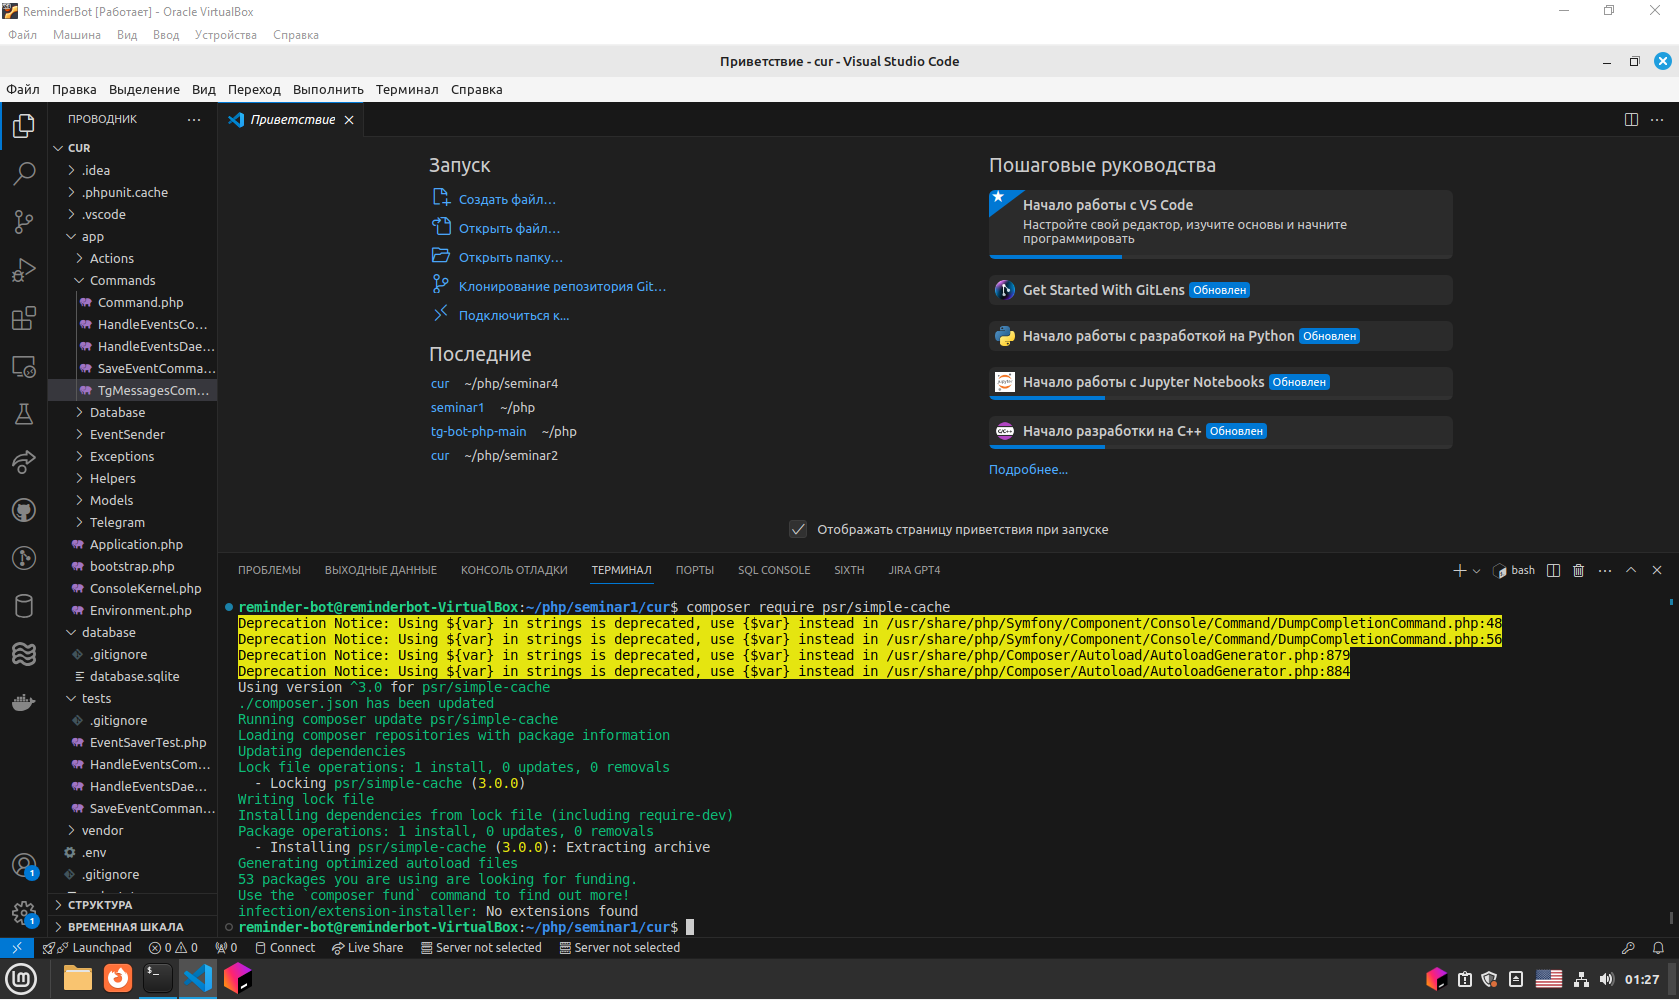 ReminderBot [Работает] - Oracle VirtualBox
Файл Машина Вид Ввод Устройства Справка
Приветствие - cur - Visual Studio Code
Файл Правка Выделение Вид Переход Выполнить Терминал Справка
ПРОВОДНИК
CUR
.idea
.phpunit.cache
.vscode
app
Actions
Commands
Command.php
HandleEventsCo...
HandleEventsDae...
SaveEventComma...
TgMessagesCom...
Database
EventSender
Exceptions
Helpers
Models
Telegram
Application.php
bootstrap.php
ConsoleKernel.php
Environment.php
database
.gitignore
database.sqlite
tests
.gitignore
EventSaverTest.php
HandleEventsCom...
HandleEventsDae...
SaveEventComman...
vendor
.env
.gitignore
СТРУКТУРА
ВРЕМЕННАЯ ШКАЛА
1
1
Приветствие
Запуск
Создать файл...
Открыть файл...
Открыть папку...
Клонирование репозитория Git...
Подключиться к...
Последние
cur ~/php/seminar4
seminar1 ~/php
tg-bot-php-main ~/php
cur ~/php/seminar2
Пошаговые руководства
Начало работы с VS Code
Настройте свой редактор, изучите основы и начните
программировать
Get Started With GitLens Обновлен
Начало работы с разработкой на Python Обновлен
Начало работы с Jupyter Notebooks Обновлен
Начало разработки на C++ Обновлен
Подробнее...
Отображать страницу приветствия при запуске
ПРОБЛЕМЫ ВЫХОДНЫЕ ДАННЫЕ КОНСОЛЬ ОТЛАДКИ ТЕРМИНАЛ ПОРТЫ SQL CONSOLE SIXTH JIRA GPT4 bash
reminder-bot@reminderbot-VirtualBox:~/php/seminar1/cur$ composer require psr/simple-cache
Deprecation Notice: Using ${var} in strings is deprecated, use {$var} instead in /usr/share/php/Symfony/Component/Console/Command/DumpCompletionCommand.php:48
Deprecation Notice: Using ${var} in strings is deprecated, use {$var} instead in /usr/share/php/Symfony/Component/Console/Command/DumpCompletionCommand.php:56
Deprecation Notice: Using ${var} in strings is deprecated, use {$var} instead in /usr/share/php/Composer/Autoload/AutoloadGenerator.php:879
Deprecation Notice: Using ${var} in strings is deprecated, use {$var} instead in /usr/share/php/Composer/Autoload/AutoloadGenerator.php:884
Using version ^3.0 for psr/simple-cache
./composer.json has been updated
Running composer update psr/simple-cache
Loading composer repositories with package information
Updating dependencies
Lock file operations: 1 install, 0 updates, 0 removals
- Locking psr/simple-cache (3.0.0)
Writing lock file
Installing dependencies from lock file (including require-dev)
Package operations: 1 install, 0 updates, 0 removals
- Installing psr/simple-cache (3.0.0): Extracting archive
Generating optimized autoload files
53 packages you are using are looking for funding.
Use the `composer fund` command to find out more!
infection/extension-installer: No extensions found
reminder-bot@reminderbot-VirtualBox:~/php/seminar1/cur$
Launchpad 0 0 0 Connect Live Share Server not selected Server not selected
01:27